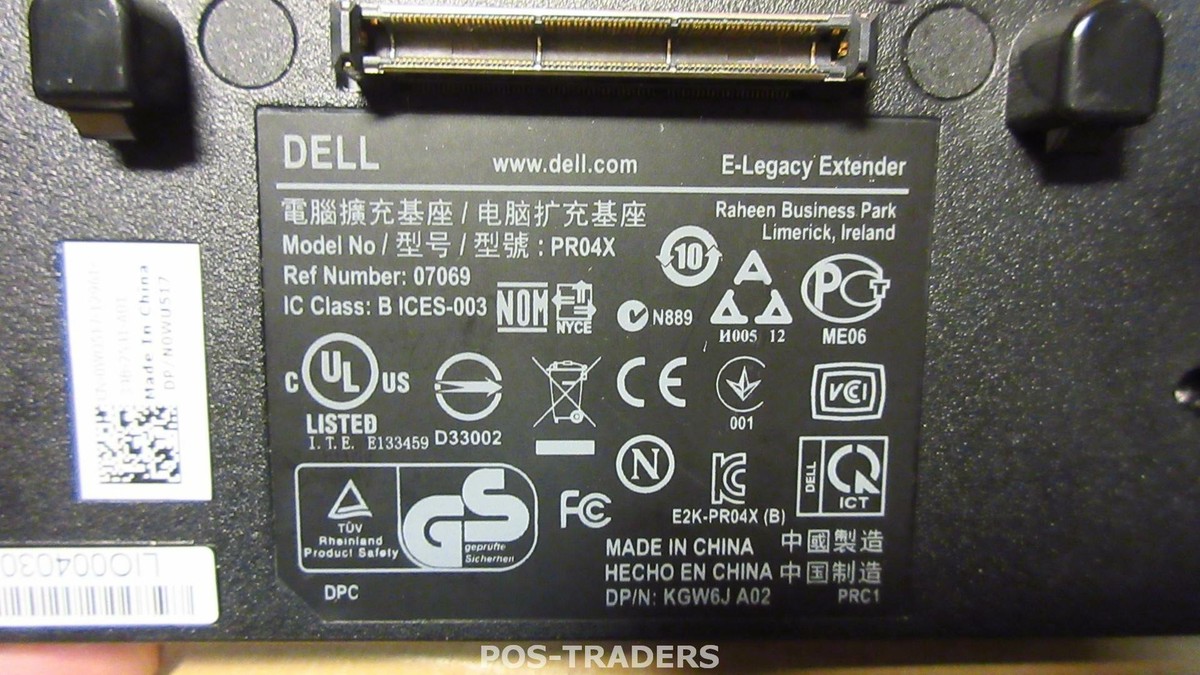 DELL
www.dell.com
E-Legacy Extender
電腦擴充基座 / 电脑扩充基座
Raheen Business Park
Limerick, Ireland
Model No / 型号 / 型號 : PR04X
Ref Number: 07069
IC Class: B ICES-003
NOM
NYCE
10
N889
И005 12
ME06
C UL US
LISTED
I.T.E. E133459
D33002
CE
001
VCI
N
E2K-PR04X (B)
DELL
ICT
TÜV
Rheinland
Product Safety
GS
geprüfte
Sicherheit
FC
DPC
MADE IN CHINA 中國製造
HECHO EN CHINA 中国制造
DP/N: KGW6J A02
PRC1
Made In China
DP/N0WU517
LIO004030
POS-TRADERS